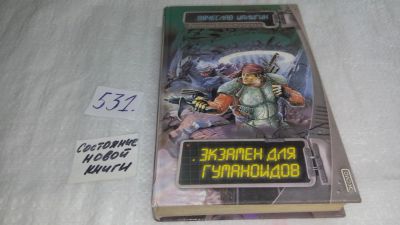 ВЯЧЕСЛАВ ШАЛЫГИН
531.
Состояние
новой
книги
ЭКЗАМЕН ДЛЯ
ГУМАНОИДОВ